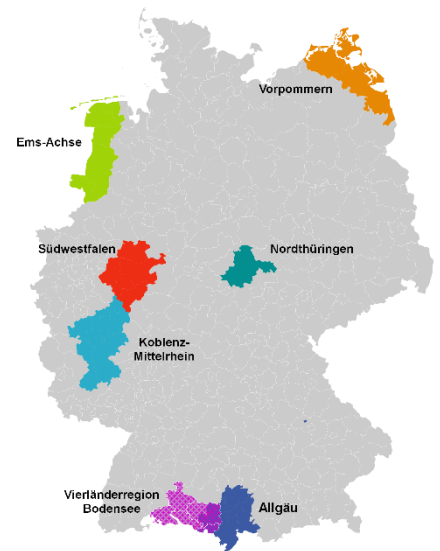 Vorpommern
Ems-Achse
Südwestfalen
Nordthüringen
Koblenz-
Mittelrhein
Vierländerregion
Bodensee
Allgäu